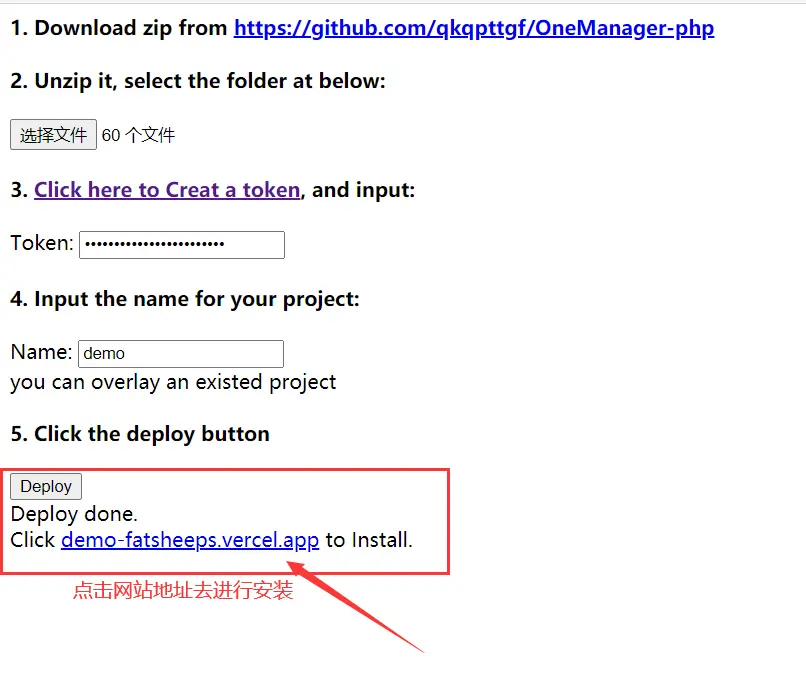 1. Download zip from https://github.com/qkqpttgf/OneManager-php
2. Unzip it, select the folder at below:
选择文件 60 个文件
3. Click here to Creat a token, and input:
Token: ••••••••••••••••••••••••
4. Input the name for your project:
Name: demo
you can overlay an existed project
5. Click the deploy button
Deploy
Deploy done.
Click demo-fatsheeps.vercel.app to Install.
点击网站地址去进行安装